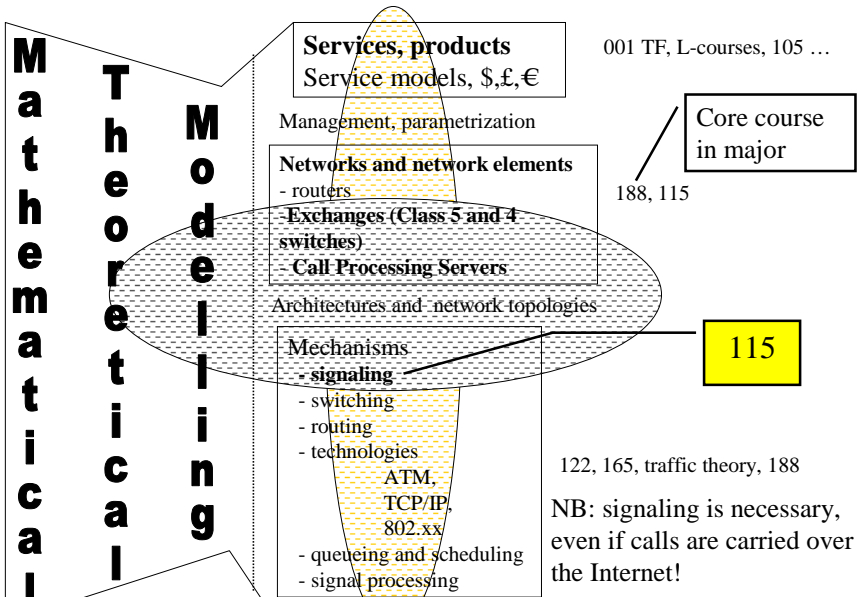 Mathematical
Theoretical
Modelling
Services, products
Service models, $,£,€
001 TF, L-courses, 105 …
Management, parametrization
Core course
in major
Networks and network elements
- routers
-Exchanges (Class 5 and 4
switches)
- Call Processing Servers
188, 115
Architectures and network topologies
Mechanisms
- signaling
- switching
- routing
- technologies
ATM,
TCP/IP,
802.xx
- queueing and scheduling
- signal processing
115
122, 165, traffic theory, 188
NB: signaling is necessary,
even if calls are carried over
the Internet!